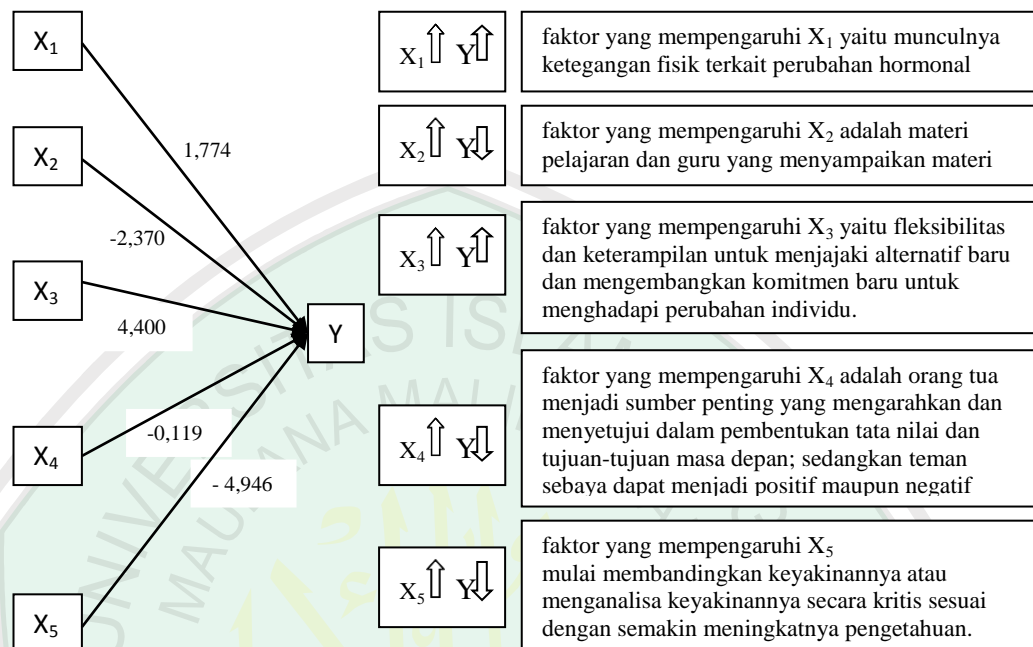 X1
X2
X3
X4
X5
1,774
-2,370
4,400
-0,119
- 4,946
Y
X1 Y
faktor yang mempengaruhi X1 yaitu munculnya
ketegangan fisik terkait perubahan hormonal
X2 Y
faktor yang mempengaruhi X2 adalah materi
pelajaran dan guru yang menyampaikan materi
X3 Y
faktor yang mempengaruhi X3 yaitu fleksibilitas
dan keterampilan untuk menjajaki alternatif baru
dan mengembangkan komitmen baru untuk
menghadapi perubahan individu.
X4 Y
faktor yang mempengaruhi X4 adalah orang tua
menjadi sumber penting yang mengarahkan dan
menyetujui dalam pembentukan tata nilai dan
tujuan-tujuan masa depan; sedangkan teman
sebaya dapat menjadi positif maupun negatif
X5 Y
faktor yang mempengaruhi X5
mulai membandingkan keyakinannya atau
menganalisa keyakinannya secara kritis sesuai
dengan semakin meningkatnya pengetahuan.